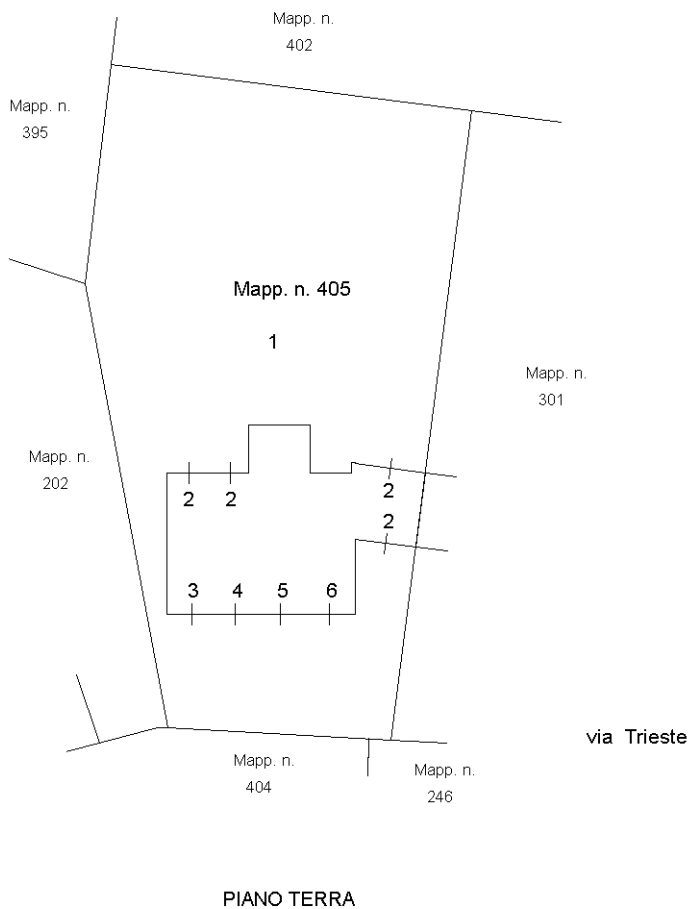 Mapp. n.
402
Mapp. n.
395
Mapp. n. 405
1
Mapp. n.
301
Mapp. n.
202
2 2
2
2
3 4 5 6
via Trieste
Mapp. n.
404
Mapp. n.
246
PIANO TERRA